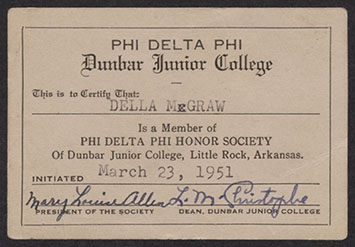 PHI DELTA PHI
Dunbar Junior College
This is to Certify That:
DELLA McGRAW
Is a Member of
PHI DELTA PHI HONOR SOCIETY
Of Dunbar Junior College, Little Rock, Arkansas.
INITIATED March 23, 1951
Mary Louise Allen L. M. Christophe
PRESIDENT OF THE SOCIETY DEAN, DUNBAR JUNIOR COLLEGE